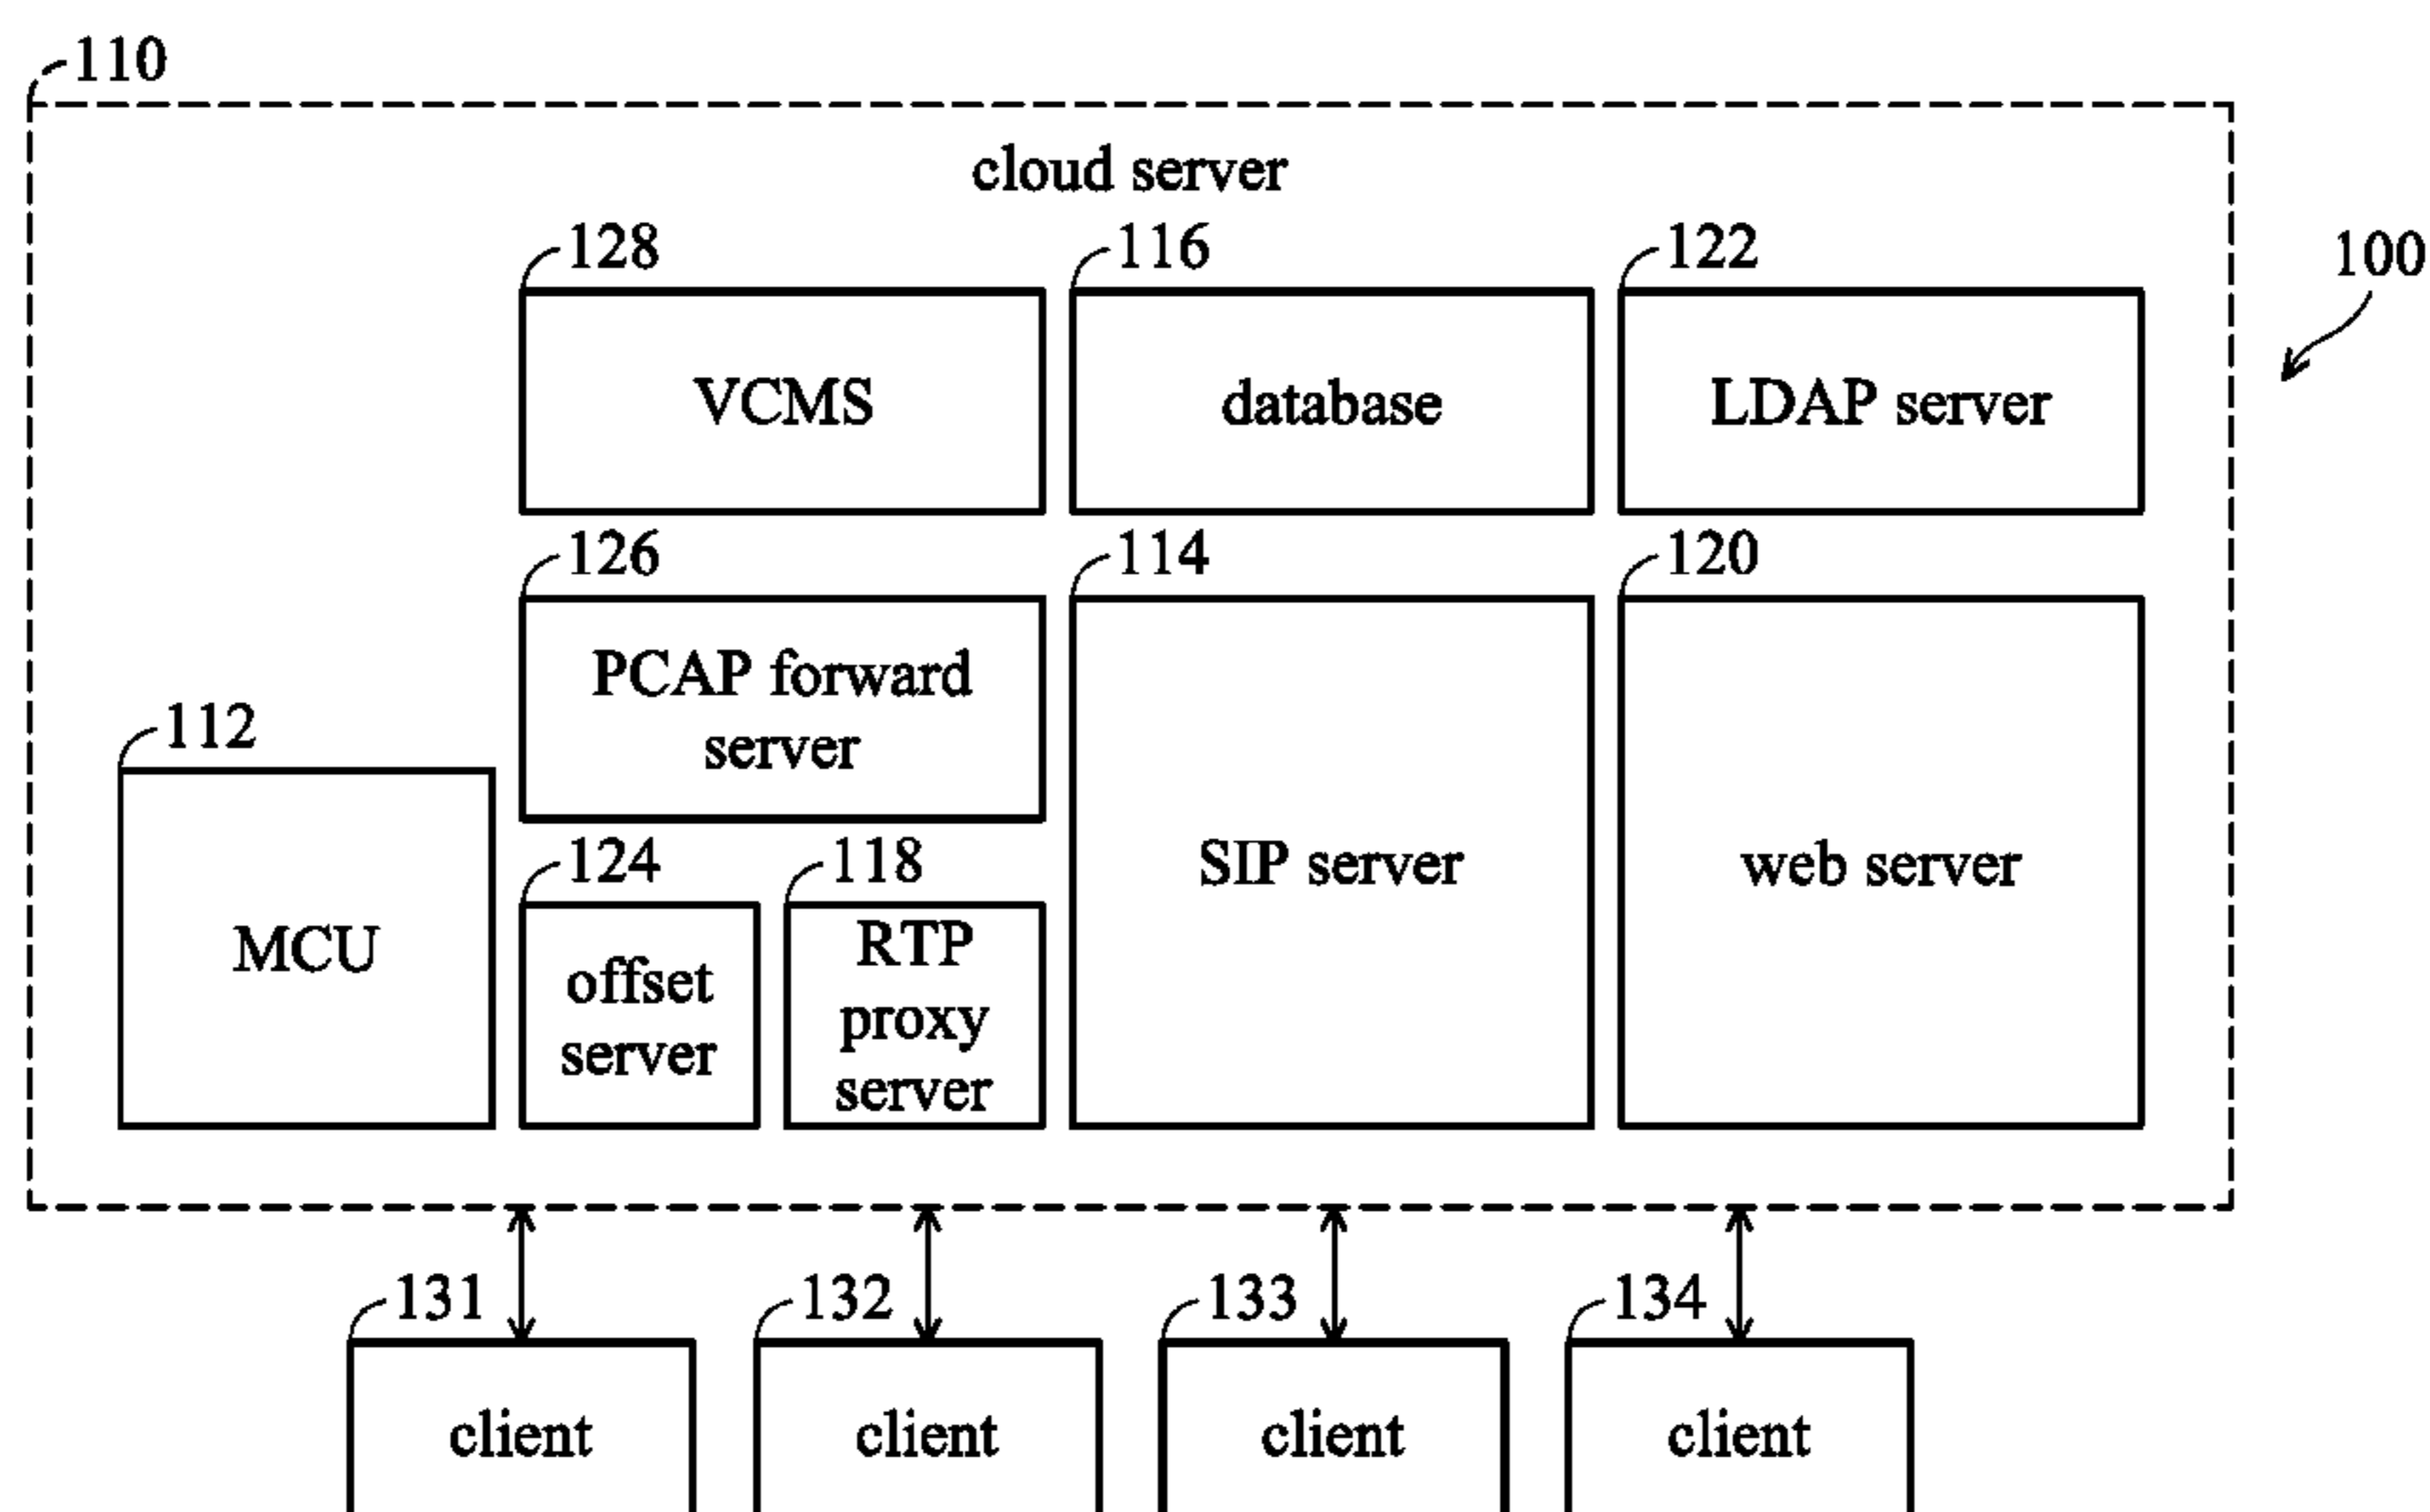 110
cloud server
100
128
116
122
VCMS
database
LDAP server
126
114
120
PCAP forward
server
112
MCU
124
118
offset
server
RTP
proxy
server
SIP server
web server
131
132
133
134
client
client
client
client